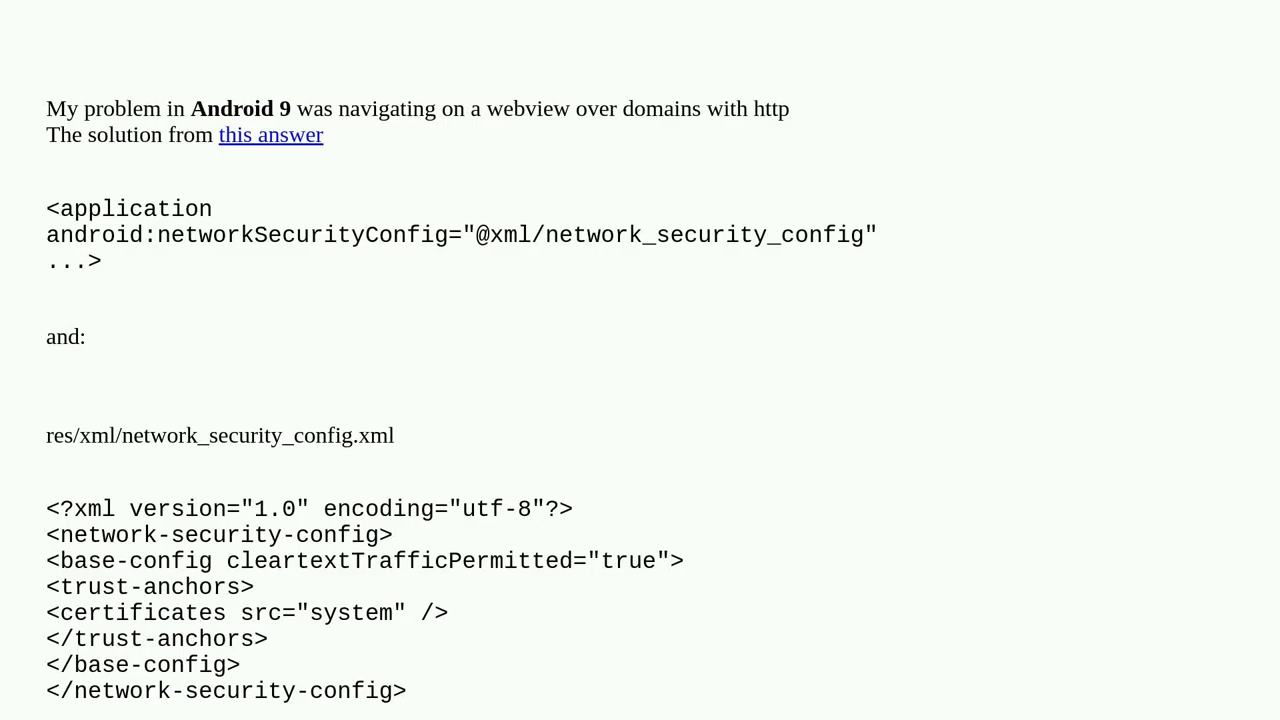 My problem in Android 9 was navigating on a webview over domains with http
The solution from this answer
<application
android:networkSecurityConfig="@xml/network_security_config"
...>
and:
res/xml/network_security_config.xml
<?xml version="1.0" encoding="utf-8"?>
<network-security-config>
<base-config cleartextTrafficPermitted="true">
<trust-anchors>
<certificates src="system" />
</trust-anchors>
</base-config>
</network-security-config>